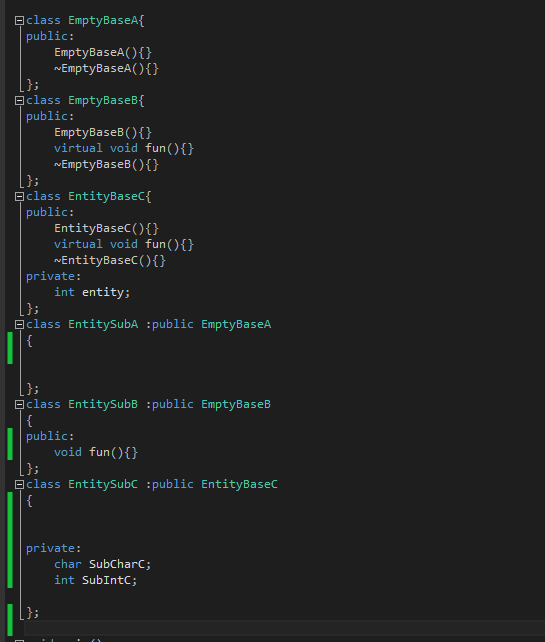 class EmptyBaseA{
public:
    EmptyBaseA(){}
    ~EmptyBaseA(){}
};
class EmptyBaseB{
public:
    EmptyBaseB(){}
    virtual void fun(){}
    ~EmptyBaseB(){}
};
class EntityBaseC{
public:
    EntityBaseC(){}
    virtual void fun(){}
    ~EntityBaseC(){}
private:
    int entity;
};
class EntitySubA :public EmptyBaseA
{
};
class EntitySubB :public EmptyBaseB
{
public:
    void fun(){}
};
class EntitySubC :public EntityBaseC
{
private:
    char SubCharC;
    int SubIntC;
};